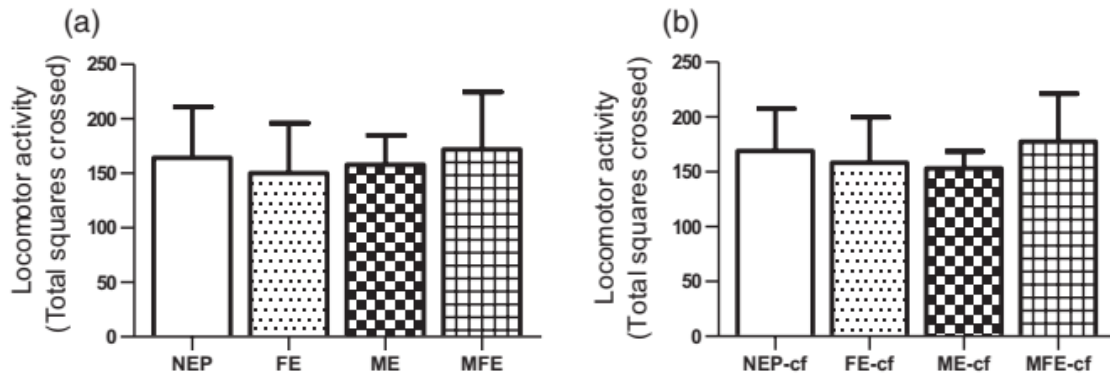 (a)
Locomotor activity
(Total squares crossed)
250
200
150
100
50
0
NEP FE ME MFE
(b)
Locomotor activity
(Total squares crossed)
250
200
150
100
50
0
NEP-cf FE-cf ME-cf MFE-cf